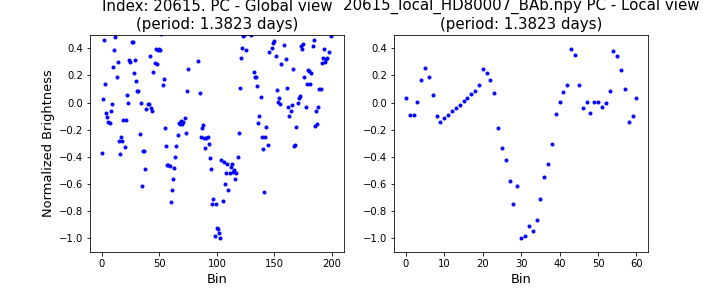 Index: 20615. PC - Global view
(period: 1.3823 days)
20615_local_HD80007_BAb.npy PC - Local view
(period: 1.3823 days)
Normalized Brightness
0.4
0.2
0.0
−0.2
−0.4
−0.6
−0.8
−1.0
0 50 100 150 200
Bin
0.4
0.2
0.0
−0.2
−0.4
−0.6
−0.8
−1.0
0 10 20 30 40 50 60
Bin